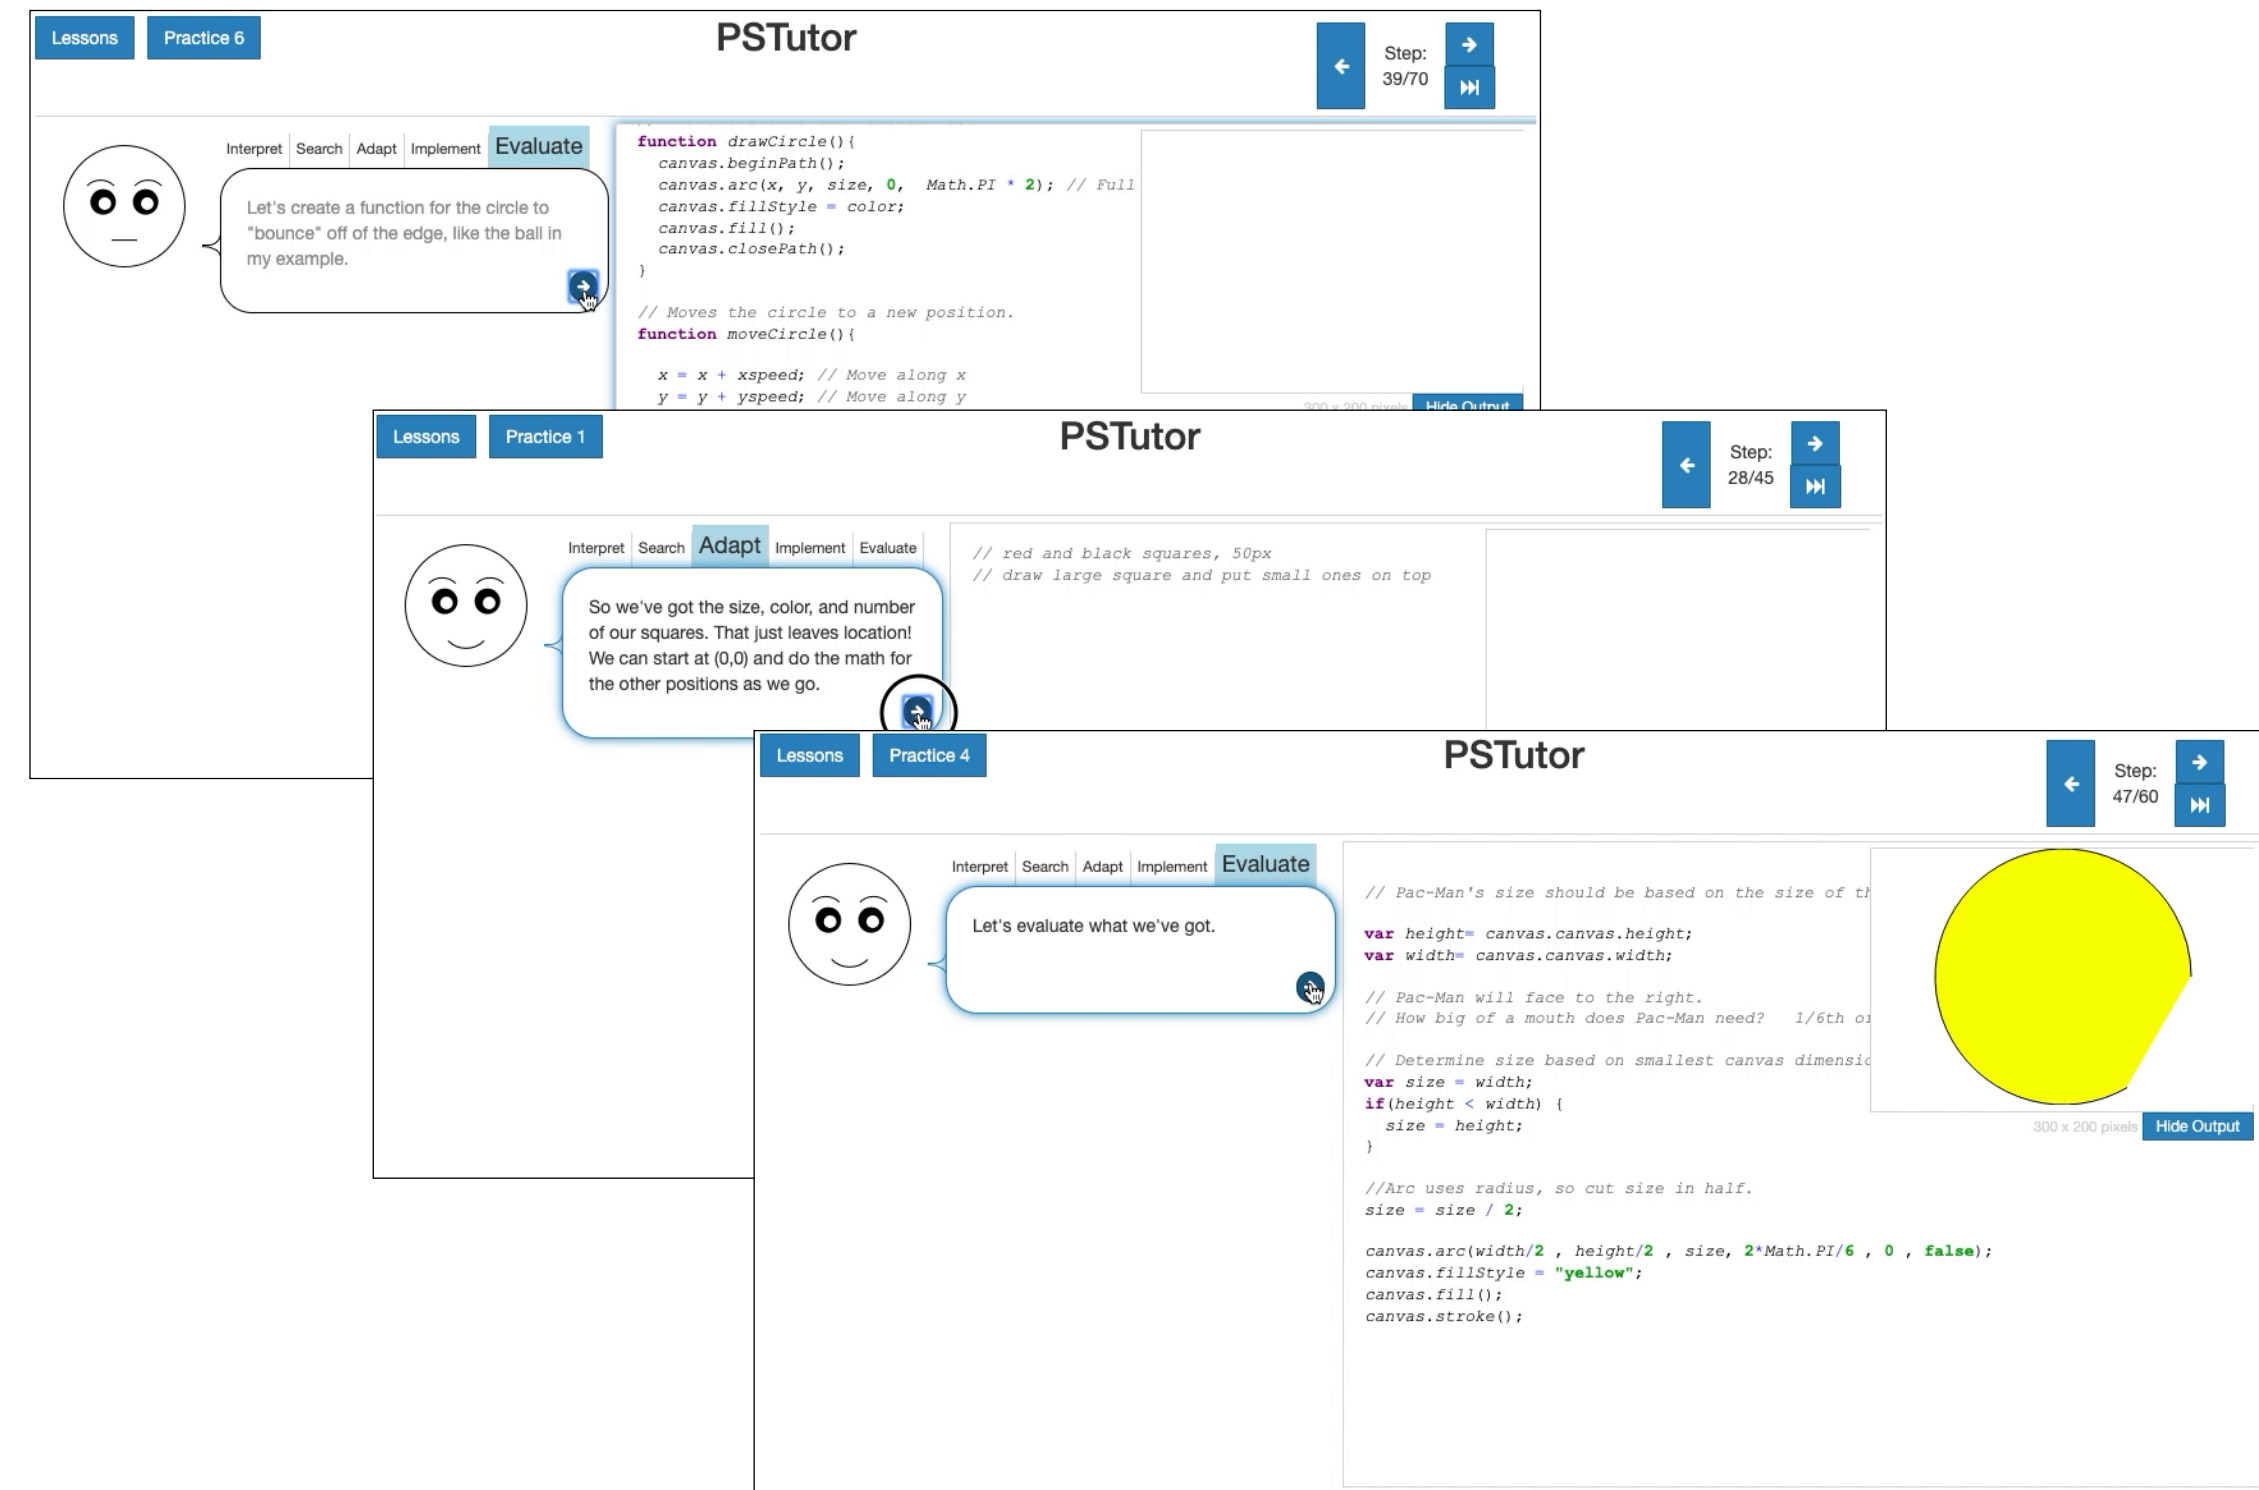 Lessons
Practice 6
PSTutor
Step:
39/70
Interpret Search Adapt Implement Evaluate
Let's create a function for the circle to
"bounce" off of the edge, like the ball in
my example.
function drawCircle(){
canvas.beginPath();
canvas.arc(x, y, size, 0, Math.PI * 2); // Full
canvas.fillStyle = color;
canvas.fill();
canvas.closePath();
}
// Moves the circle to a new position.
function moveCircle(){
x = x + xspeed; // Move along x
y = y + yspeed; // Move along y
300 x 200 pixels
Hide Output
Lessons
Practice 1
PSTutor
Step:
28/45
Interpret Search Adapt Implement Evaluate
So we've got the size, color, and number
of our squares. That just leaves location!
We can start at (0,0) and do the math for
the other positions as we go.
// red and black squares, 50px
// draw large square and put small ones on top
Lessons
Practice 4
PSTutor
Step:
47/60
Interpret Search Adapt Implement Evaluate
Let's evaluate what we've got.
// Pac-Man's size should be based on the size of
var height= canvas.canvas.height;
var width= canvas.canvas.width;
// Pac-Man will face to the right.
// How big of a mouth does Pac-Man need? 1/6th
// Determine size based on smallest canvas
var size = width;
if(height < width) {
size = height;
}
//Arc uses radius, so cut size in half.
size = size / 2;
canvas.arc(width/2 , height/2 , size, 2*Math.PI/6 , 0 , false);
canvas.fillStyle = "yellow";
canvas.fill();
canvas.stroke();
300 x 200 pixels
Hide Output